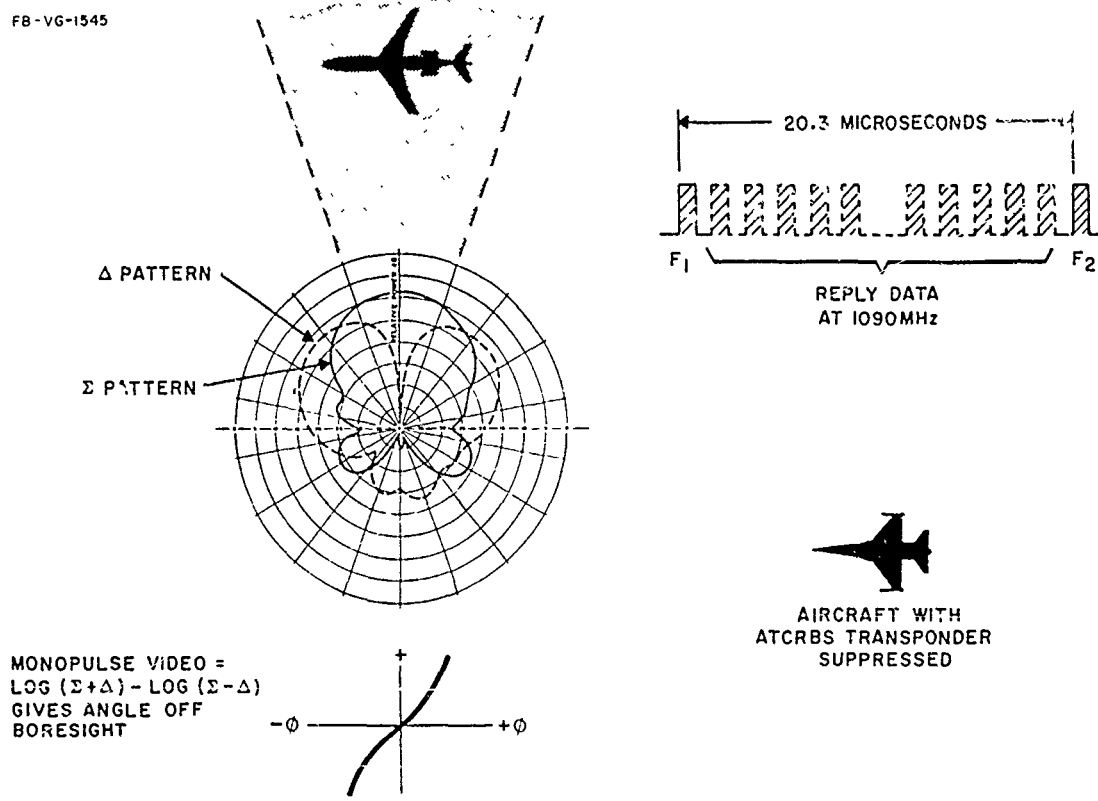 FB-VG-1545
20.3 MICROSECONDS
F1
F2
REPLY DATA
AT 1090MHz
Δ PATTERN
Σ PATTERN
AIRCRAFT WITH
ATCRBS TRANSPONDER
SUPPRESSED
MONOPULSE VIDEO =
LOG (Σ+Δ) - LOG (Σ-Δ)
GIVES ANGLE OFF
BORESIGHT
+
-ϕ
+ϕ